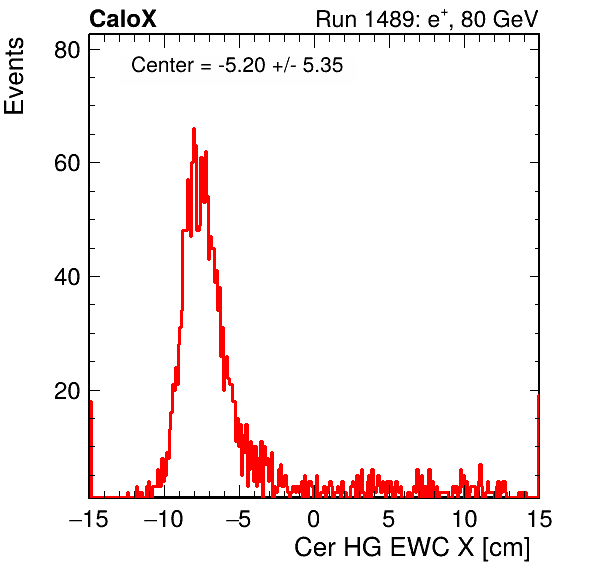 CaloX Run 1489: e⁺, 80 GeV
Center = -5.20 +/- 5.35
Events
80
60
40
20
−15 −10 −5 0 5 10 15
Cer HG EWC X [cm]